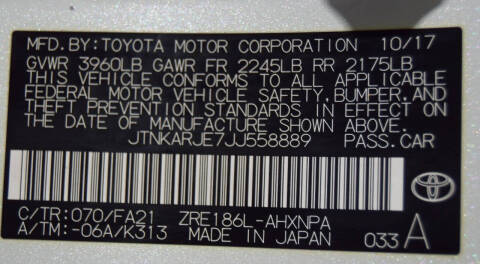 MFD.BY:TOYOTA MOTOR CORPORATION 10/17
GVWR 3960LB GAWR FR 2245LB RR 2175LB
THIS VEHICLE CONFORMS TO ALL APPLICABLE
FEDERAL MOTOR VEHICLE SAFETY,BUMPER,AND
THEFT PREVENTION STANDARDS IN EFFECT ON
THE DATE OF MANUFACTURE SHOWN ABOVE.
JTNKARJE7JJ558889 PASS.CAR
TOYOTA
C/TR:070/FA21 ZRE186L-AHXNPA
A/TM:-06A/K313 MADE IN JAPAN 033 A